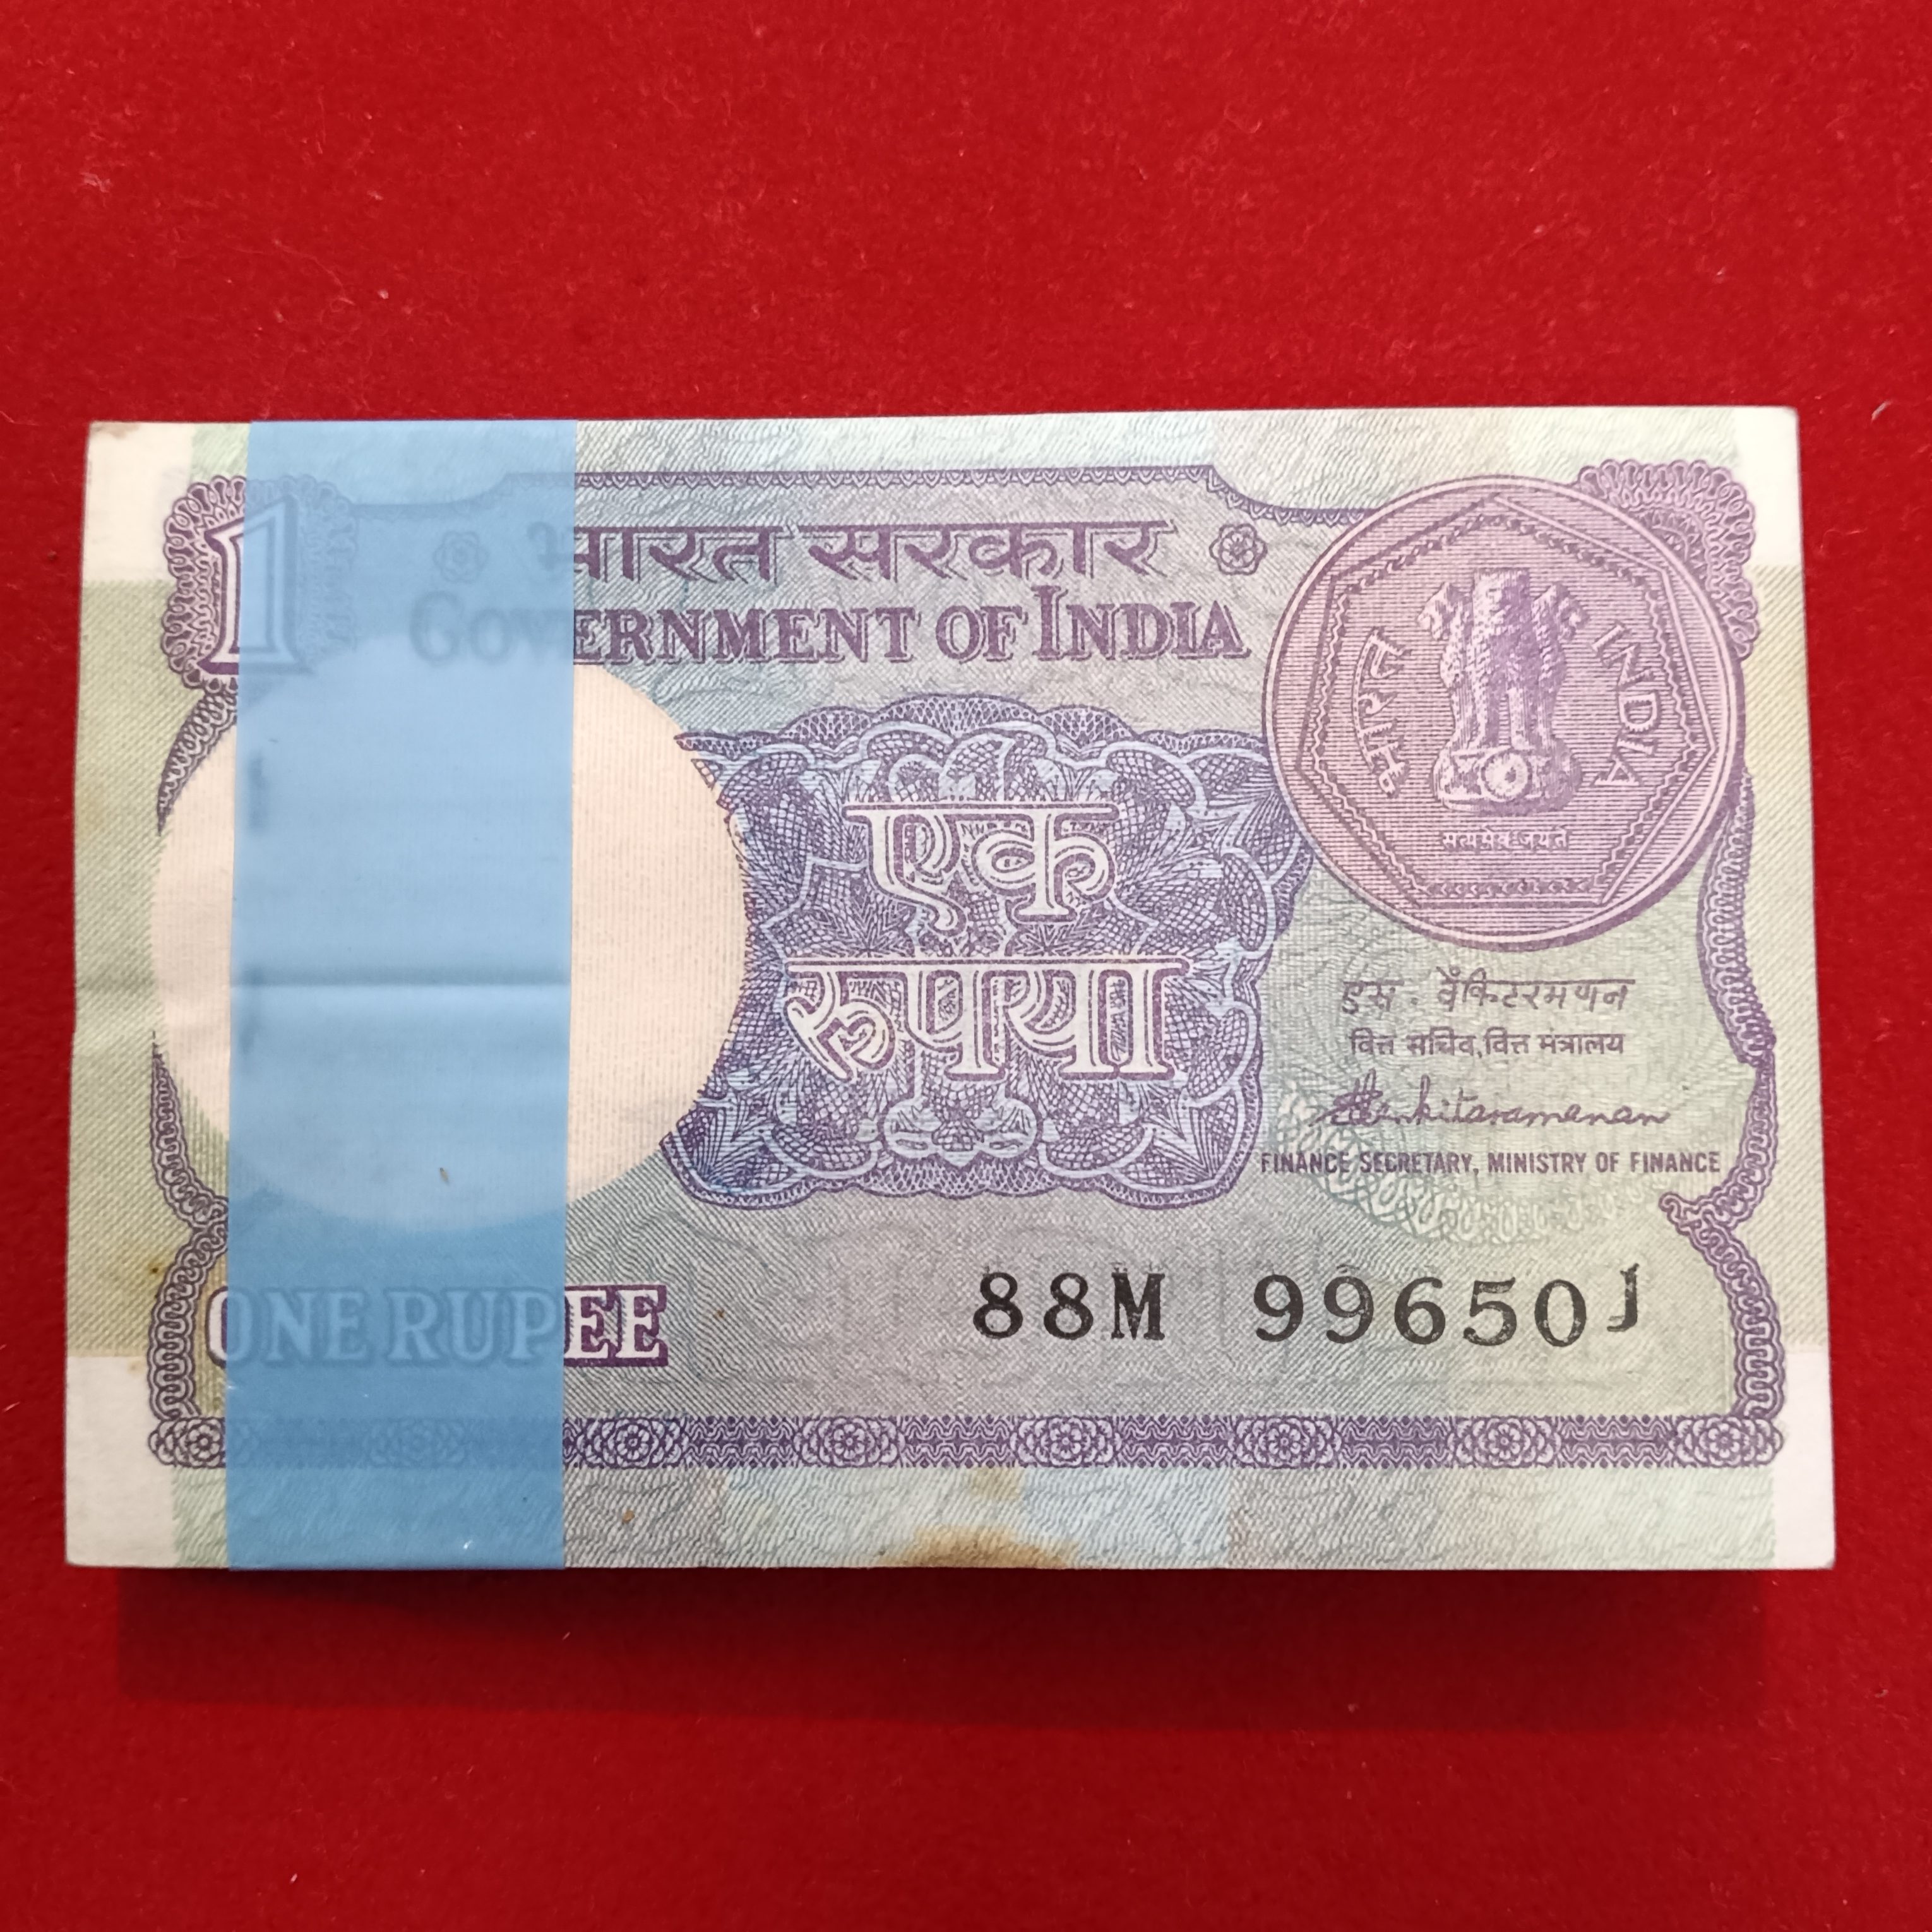 1
भारत सरकार
GOVERNMENT OF INDIA
भारत INDIA
सत्यमेव जयते
एक
रुपया
एस. वेंकिटरमणन
वित्त सचिव, वित्त मंत्रालय
SVenkitaramanan
FINANCE SECRETARY, MINISTRY OF FINANCE
ONE RUPEE
88M 99650J